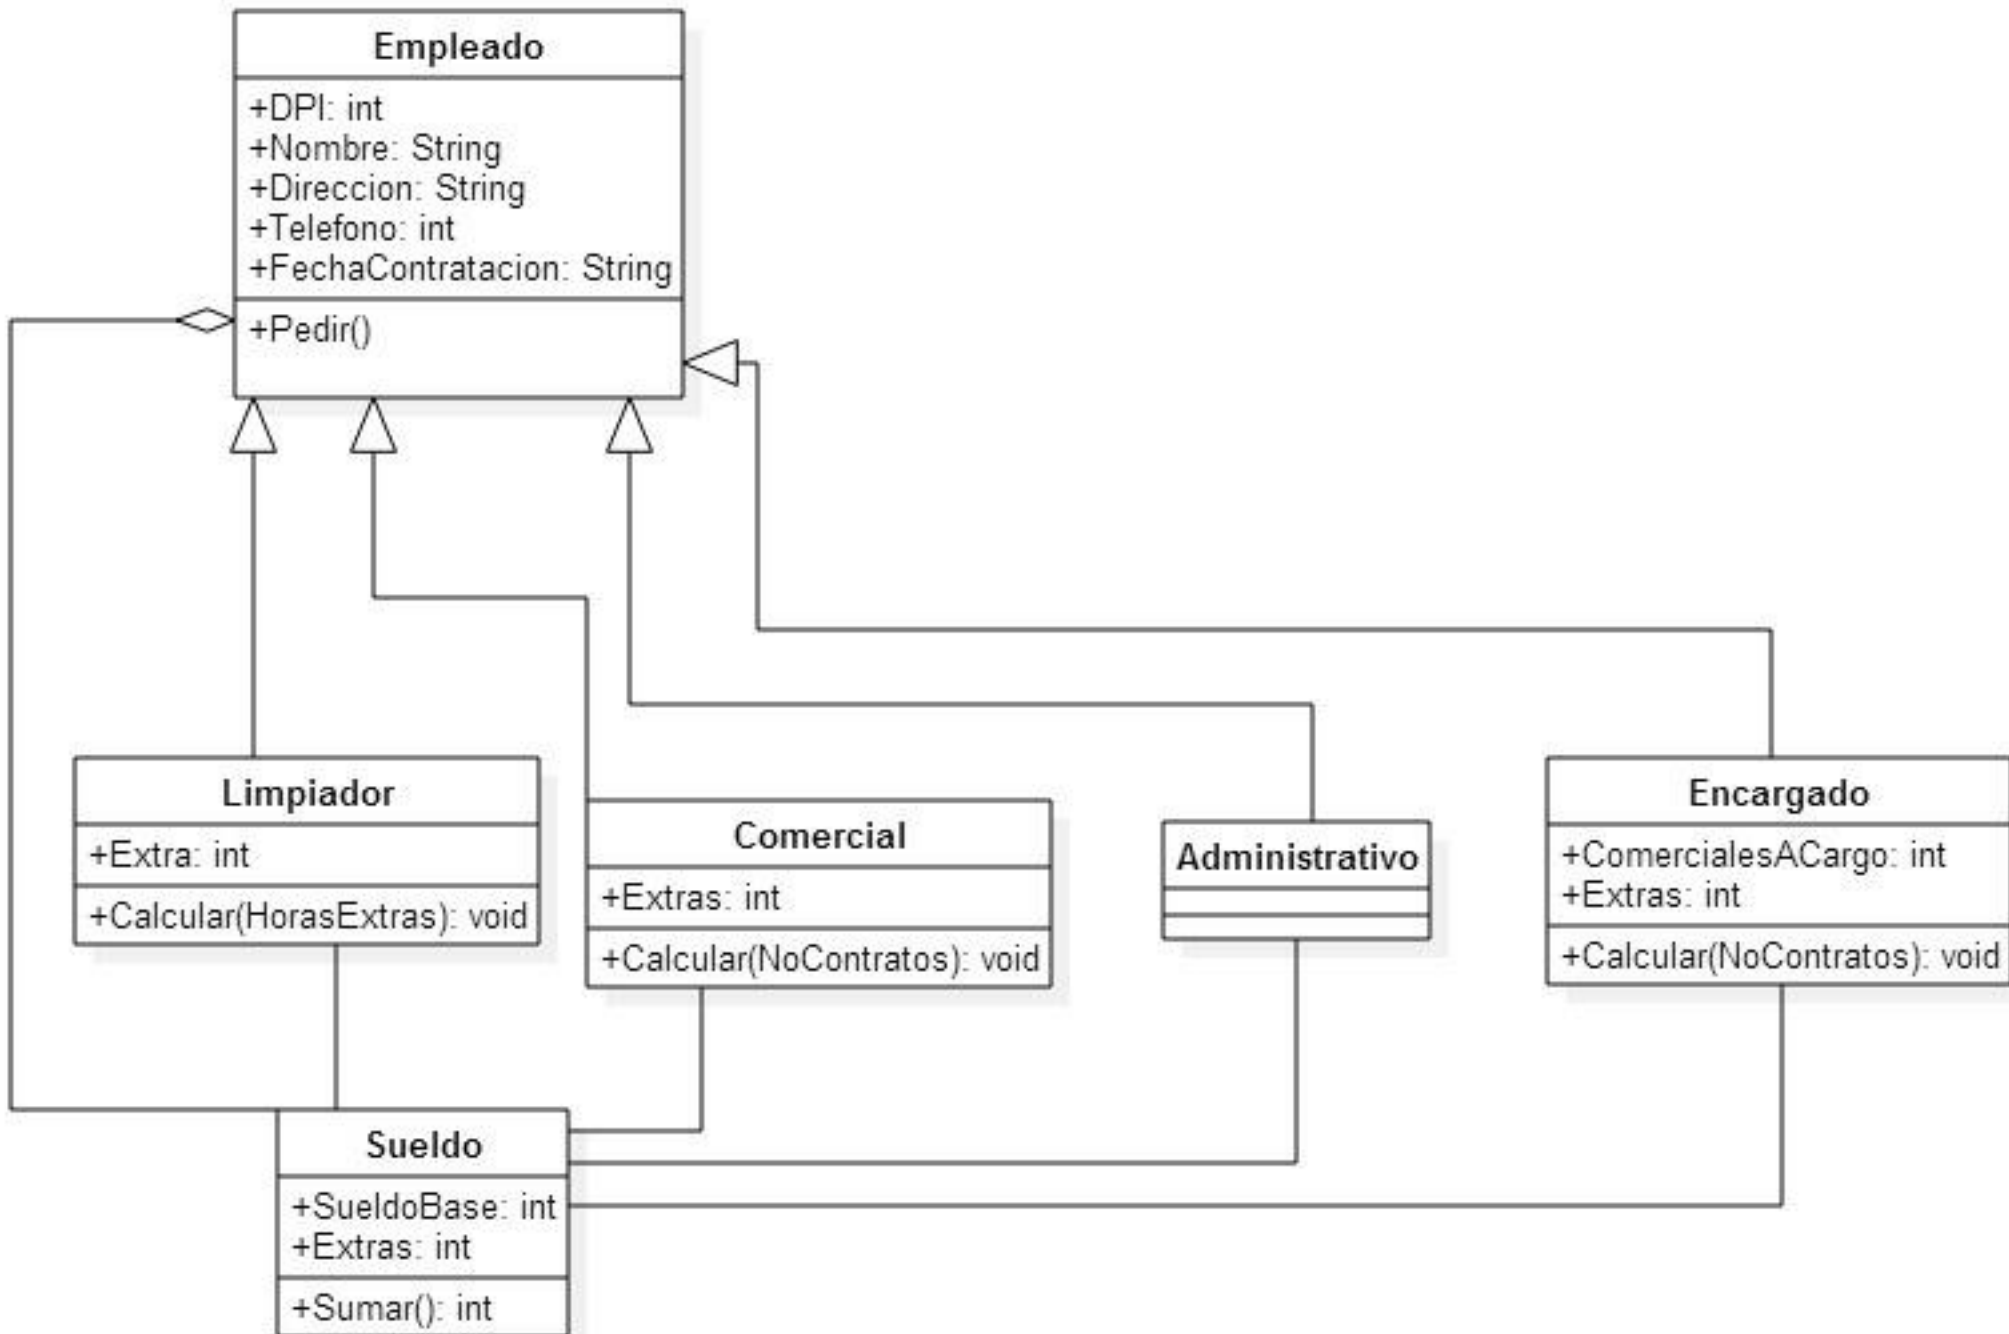 Empleado
+DPI: int
+Nombre: String
+Direccion: String
+Telefono: int
+FechaContratacion: String
+Pedir()
Limpiador
+Extra: int
+Calcular(HorasExtras): void
Comercial
+Extras: int
+Calcular(NoContratos): void
Administrativo
Encargado
+ComercialesACargo: int
+Extras: int
+Calcular(NoContratos): void
Sueldo
+SueldoBase: int
+Extras: int
+Sumar(): int